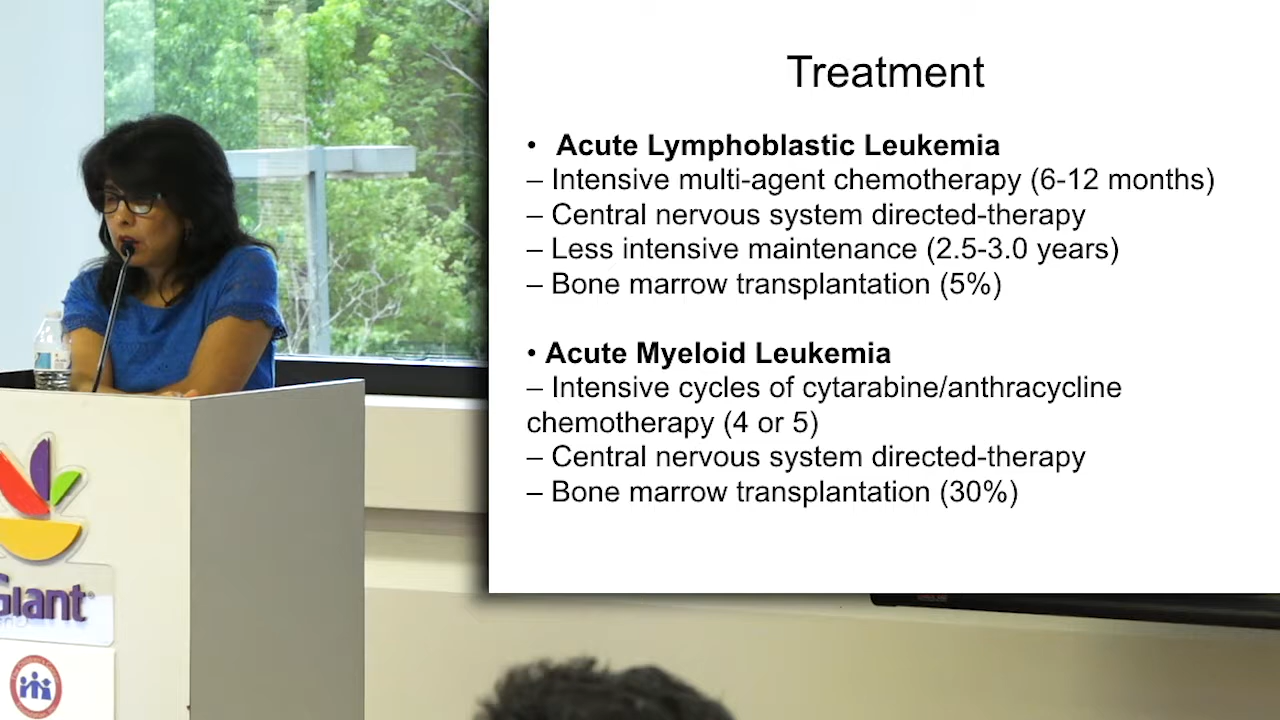 Treatment
• Acute Lymphoblastic Leukemia
– Intensive multi-agent chemotherapy (6-12 months)
– Central nervous system directed-therapy
– Less intensive maintenance (2.5-3.0 years)
– Bone marrow transplantation (5%)
• Acute Myeloid Leukemia
– Intensive cycles of cytarabine/anthracycline
chemotherapy (4 or 5)
– Central nervous system directed-therapy
– Bone marrow transplantation (30%)
Giant